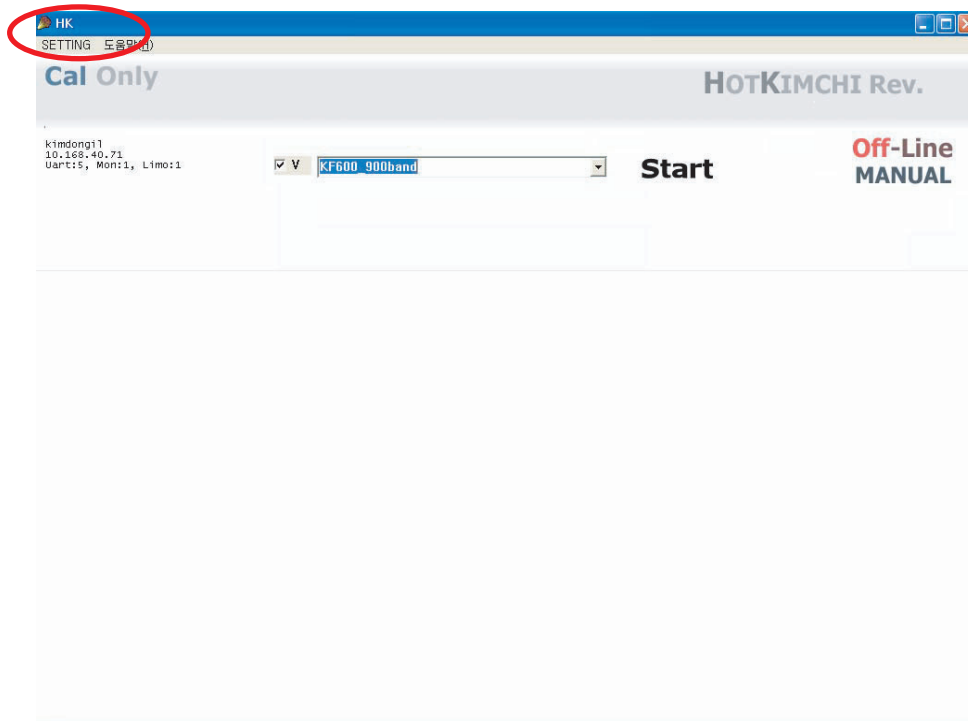 HK
SETTING 도움말(H)
Cal Only
HOTKIMCHI Rev.
kimdongil
10.168.40.71
Uart:5, Mon:1, Limo:1
V
KF600_900band
Start
Off-Line
MANUAL